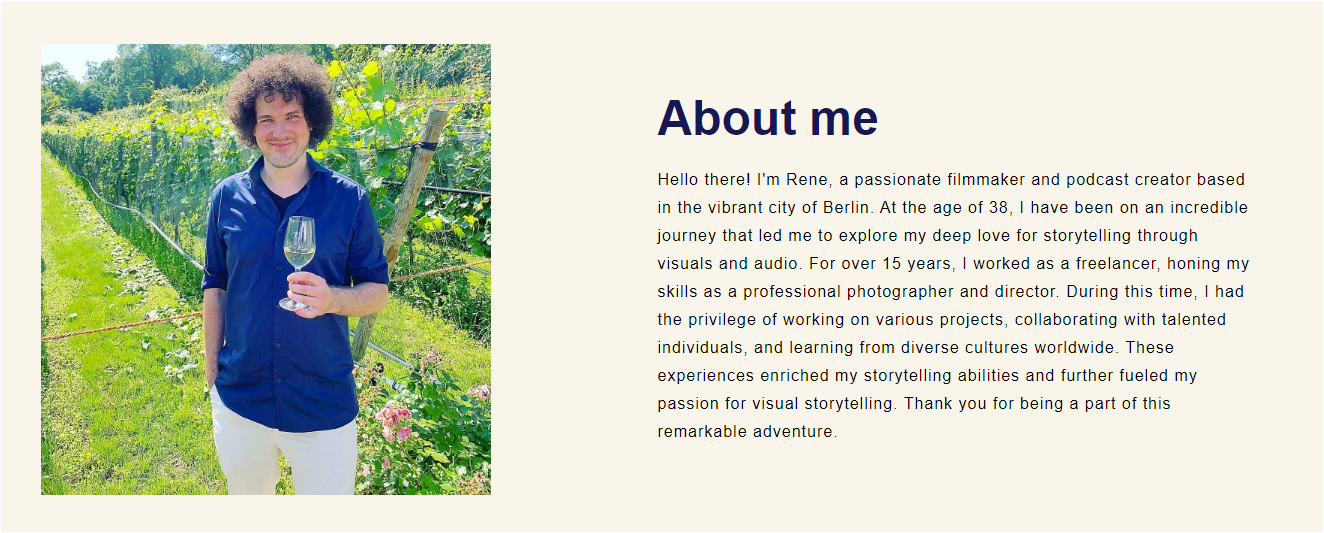 About me
Hello there! I'm Rene, a passionate filmmaker and podcast creator based
in the vibrant city of Berlin. At the age of 38, I have been on an incredible
journey that led me to explore my deep love for storytelling through
visuals and audio. For over 15 years, I worked as a freelancer, honing my
skills as a professional photographer and director. During this time, I had
the privilege of working on various projects, collaborating with talented
individuals, and learning from diverse cultures worldwide. These
experiences enriched my storytelling abilities and further fueled my
passion for visual storytelling. Thank you for being a part of this
remarkable adventure.